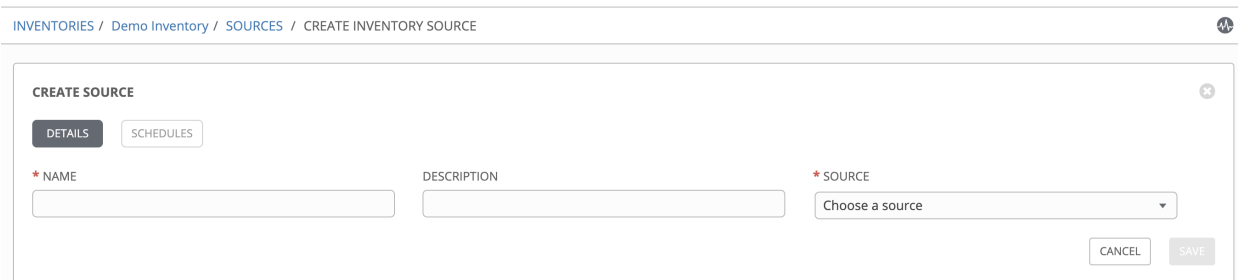 INVENTORIES / Demo Inventory / SOURCES / CREATE INVENTORY SOURCE
CREATE SOURCE
DETAILS SCHEDULES
* NAME DESCRIPTION * SOURCE
Choose a source
CANCEL SAVE